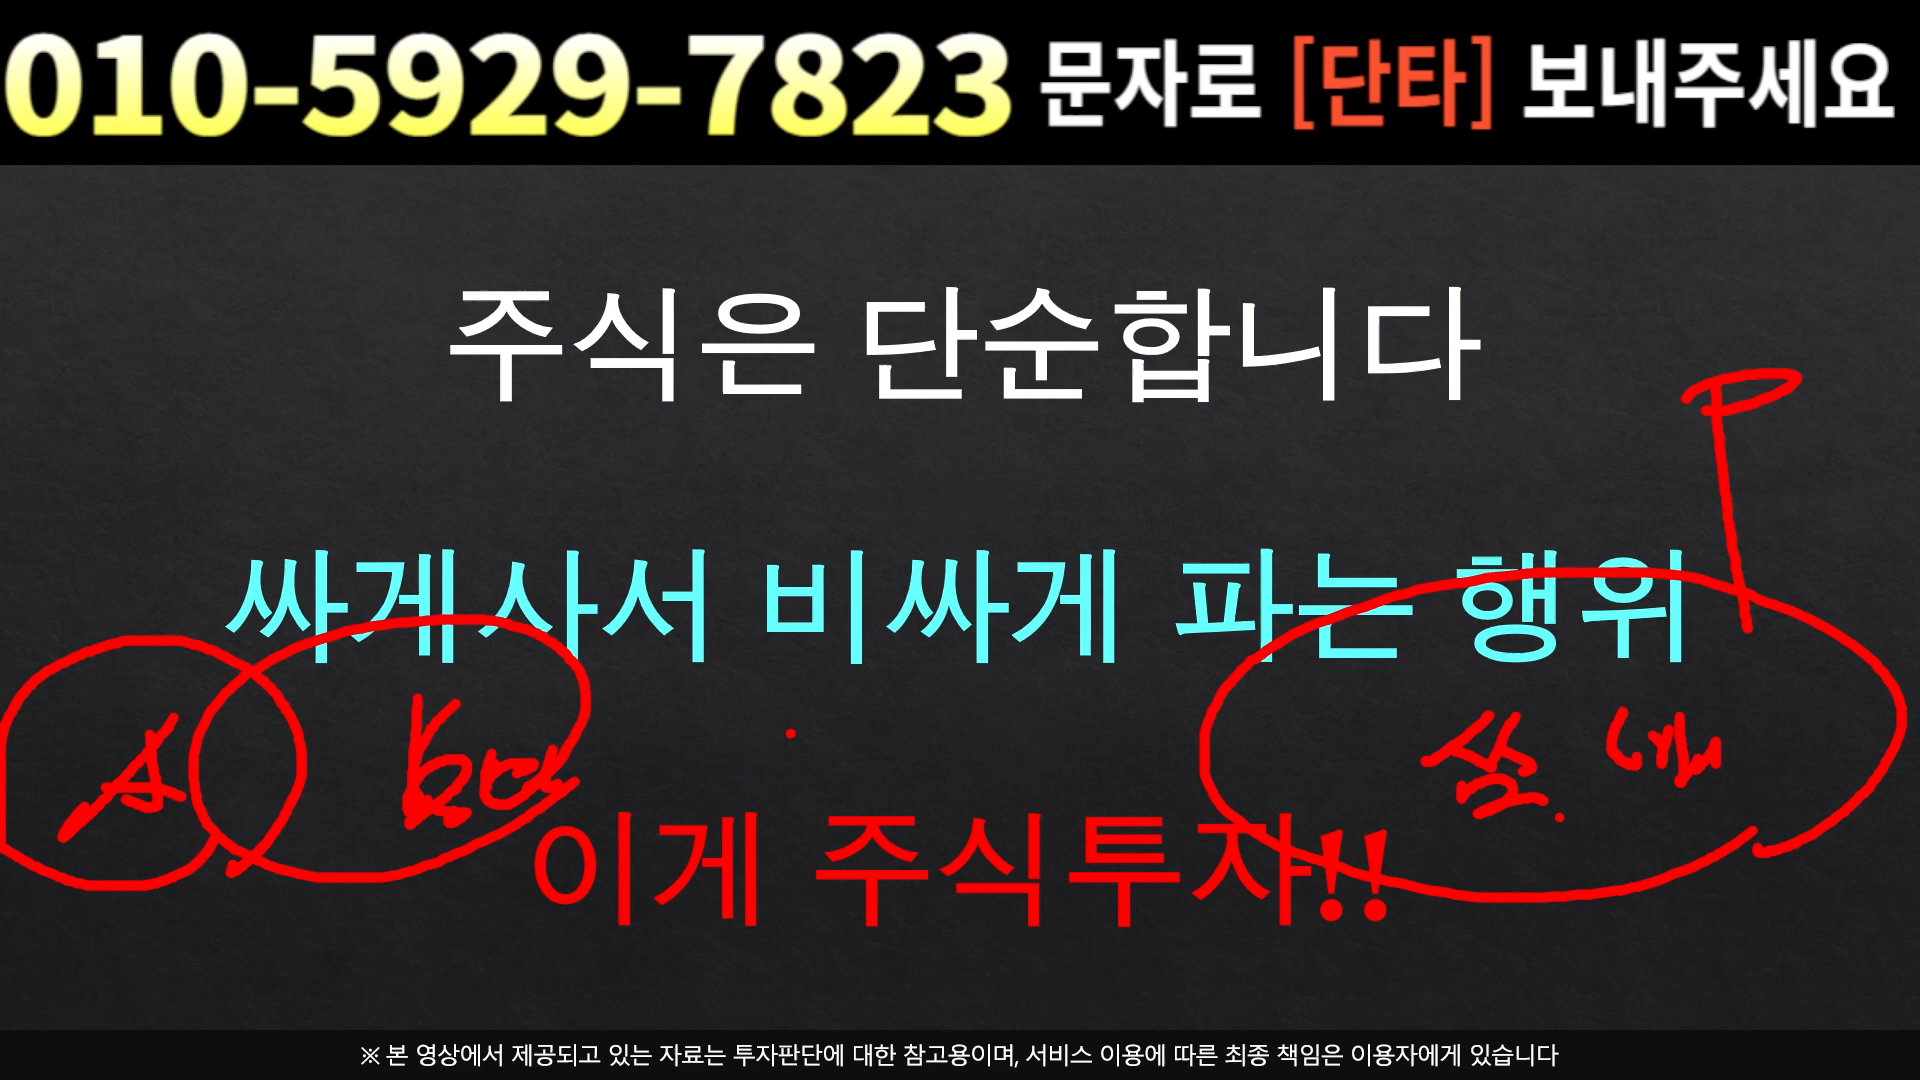 010-5929-7823 문자로 [단타] 보내주세요
주식은 단순합니다
싸게사서 비싸게 파는 행위
이게 주식투자!!
※ 본 영상에서 제공되고 있는 자료는 투자판단에 대한 참고용이며, 서비스 이용에 따른 최종 책임은 이용자에게 있습니다